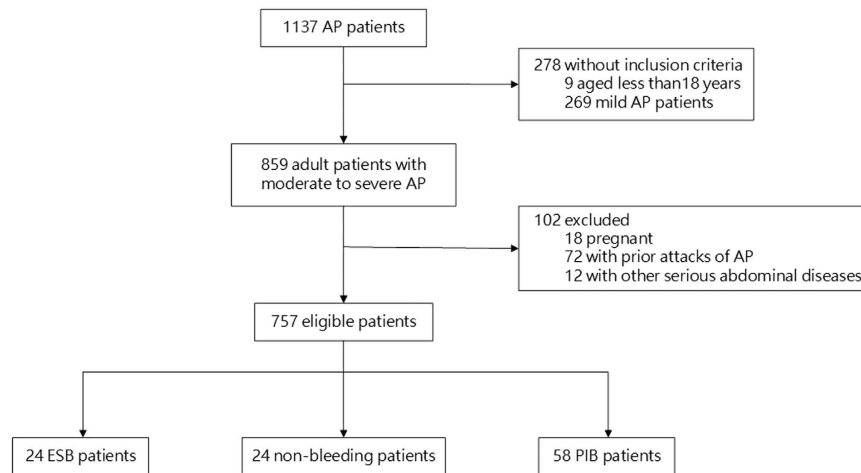 1137 AP patients
278 without inclusion criteria
9 aged less than18 years
269 mild AP patients
859 adult patients with
moderate to severe AP
102 excluded
18 pregnant
72 with prior attacks of AP
12 with other serious abdominal diseases
757 eligible patients
24 ESB patients
24 non-bleeding patients
58 PIB patients